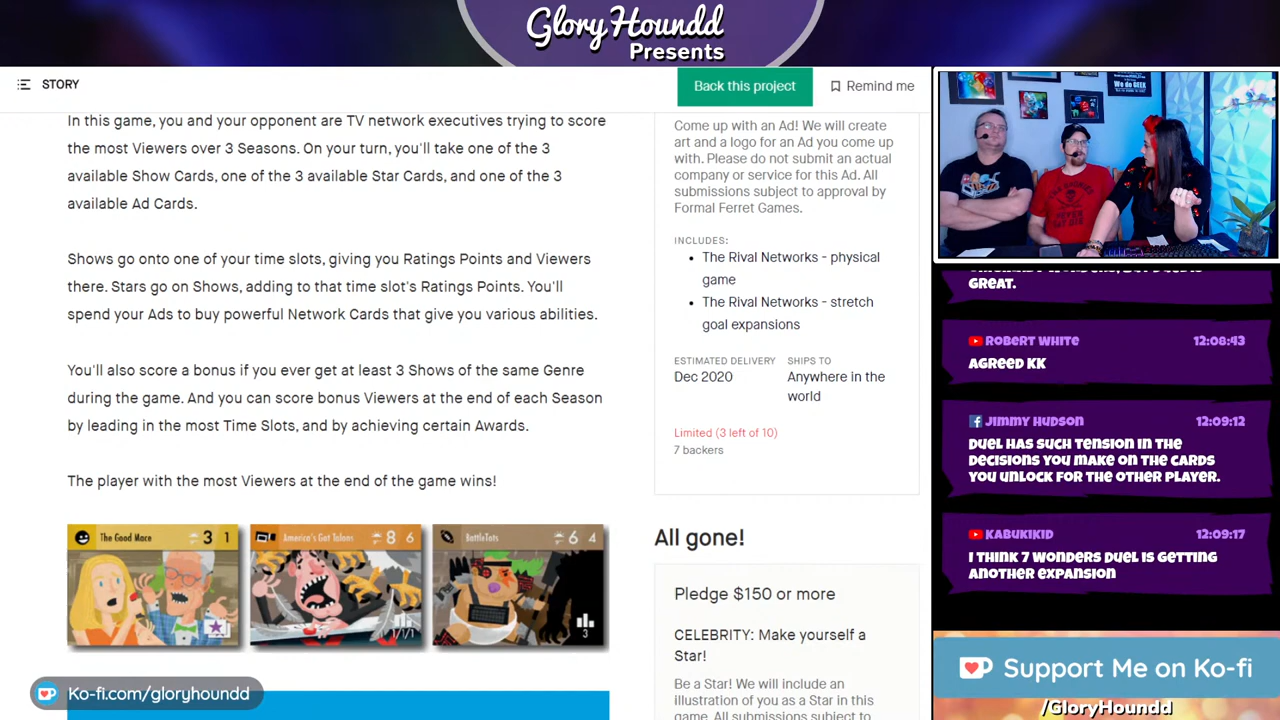 Glory Houndd
Presents
STORY
Back this project
Remind me
In this game, you and your opponent are TV network executives trying to score
the most Viewers over 3 Seasons. On your turn, you'll take one of the 3
available Show Cards, one of the 3 available Star Cards, and one of the 3
available Ad Cards.
Shows go onto one of your time slots, giving you Ratings Points and Viewers
there. Stars go on Shows, adding to that time slot's Ratings Points. You'll
spend your Ads to buy powerful Network Cards that give you various abilities.
You'll also score a bonus if you ever get at least 3 Shows of the same Genre
during the game. And you can score bonus Viewers at the end of each Season
by leading in the most Time Slots, and by achieving certain Awards.
The player with the most Viewers at the end of the game wins!
The Good Mace 3 1
America's Got Talons 8 6
1/1/1
BattleTots 6 4
3
Ko-fi.com/gloryhoundd
Come up with an Ad! We will create
art and a logo for an Ad you come up
with. Please do not submit an actual
company or service for this Ad. All
submissions subject to approval by
Formal Ferret Games.
INCLUDES:
• The Rival Networks - physical
game
• The Rival Networks - stretch
goal expansions
ESTIMATED DELIVERY
Dec 2020
SHIPS TO
Anywhere in the
world
Limited (3 left of 10)
7 backers
All gone!
Pledge $150 or more
CELEBRITY: Make yourself a
Star!
Be a Star! We will include an
illustration of you as a Star in this
game. All submissions subject to
We do GEEK
GREAT.
ROBERT WHITE 12:08:43
AGREED KK
JIMMY HUDSON 12:09:12
DUEL HAS SUCH TENSION IN THE
DECISIONS YOU MAKE ON THE CARDS
YOU UNLOCK FOR THE OTHER PLAYER.
KABUKIKID 12:09:17
I THINK 7 WONDERS DUEL IS GETTING
ANOTHER EXPANSION
Support Me on Ko-fi
/GloryHoundd